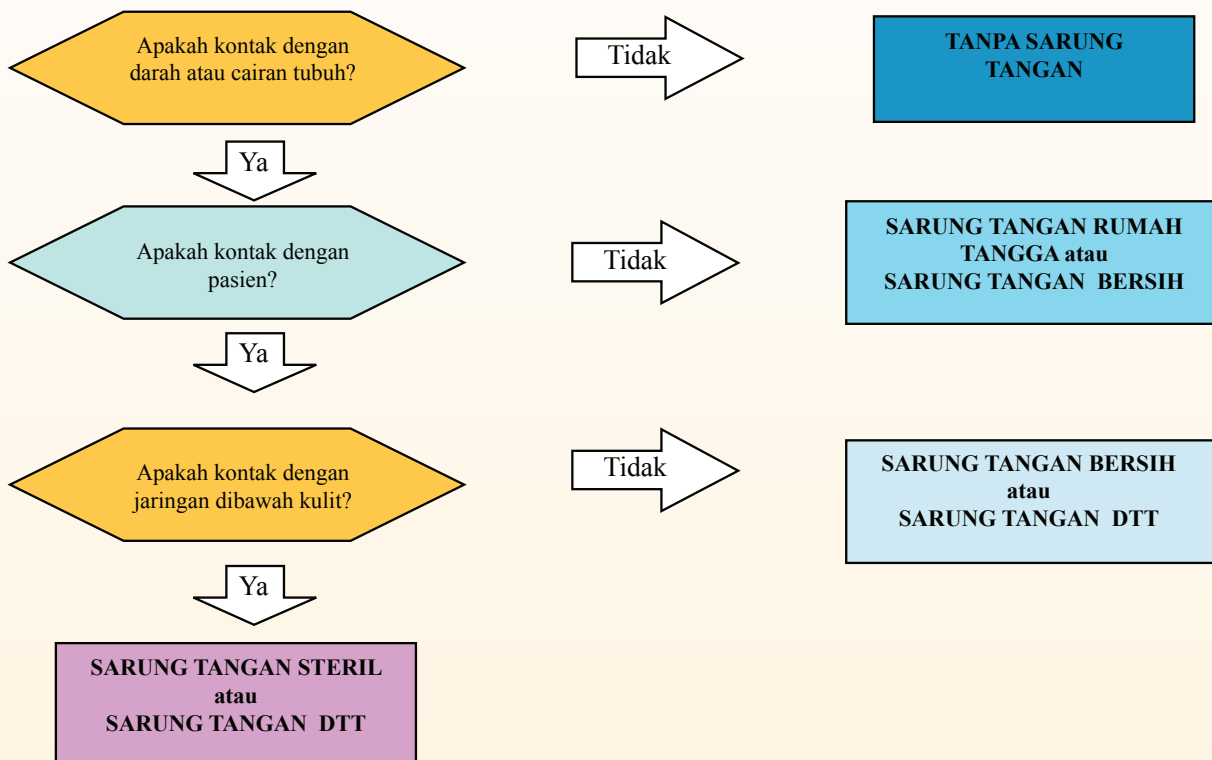 Apakah kontak dengan
darah atau cairan tubuh?
Tidak
TANPA SARUNG
TANGAN
Ya
Apakah kontak dengan
pasien?
Tidak
SARUNG TANGAN RUMAH
TANGGA atau
SARUNG TANGAN BERSIH
Ya
Apakah kontak dengan
jaringan dibawah kulit?
Tidak
SARUNG TANGAN BERSIH
atau
SARUNG TANGAN DTT
Ya
SARUNG TANGAN STERIL
atau
SARUNG TANGAN DTT